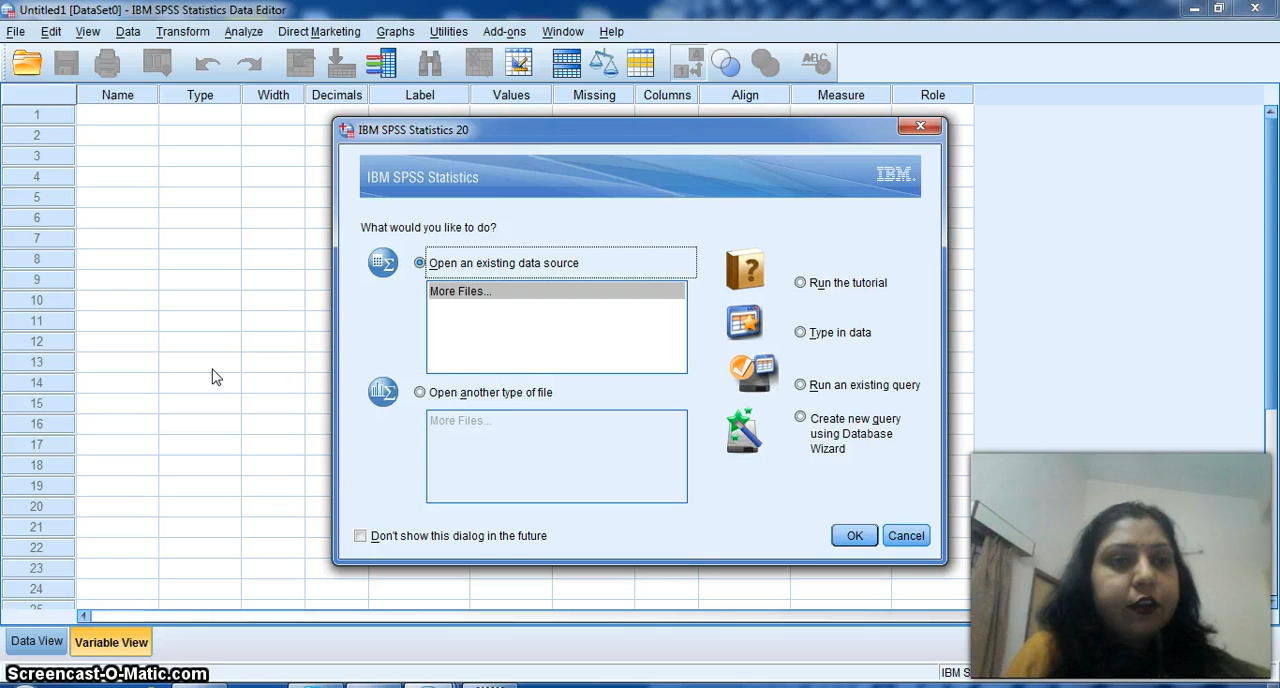 Untitled1 [DataSet0] - IBM SPSS Statistics Data Editor
File Edit View Data Transform Analyze Direct Marketing Graphs Utilities Add-ons Window Help
Name Type Width Decimals Label Values Missing Columns Align Measure Role
1
2
3
4
5
6
7
8
9
10
11
12
13
14
15
16
17
18
19
20
21
22
23
24
25
IBM SPSS Statistics 20
IBM SPSS Statistics
IBM.
What would you like to do?
Open an existing data source
More Files...
Open another type of file
More Files...
Run the tutorial
Type in data
Run an existing query
Create new query
using Database
Wizard
Don't show this dialog in the future
OK Cancel
Data View Variable View
IBM S
Screencast-O-Matic.com